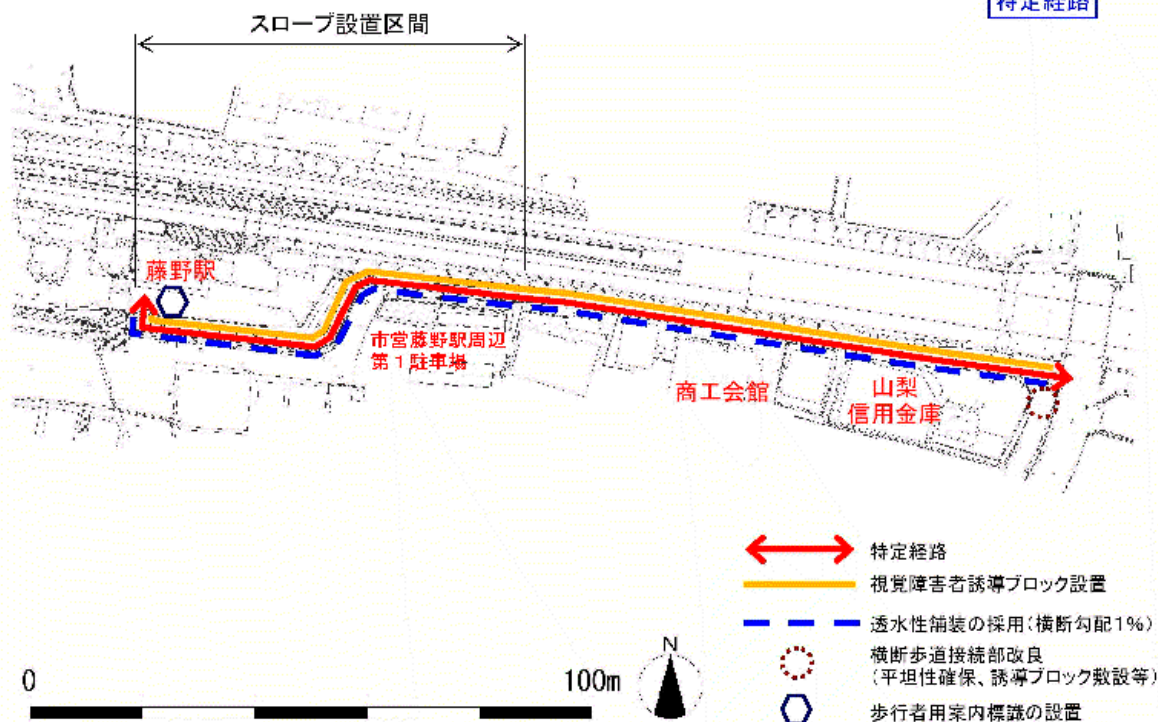 特定経路
スロープ設置区間
藤野駅
市営藤野駅周辺
第1駐車場
商工会館
山梨
信用金庫
特定経路
視覚障害者誘導ブロック設置
透水性舗装の採用(横断勾配1%)
横断歩道接続部改良
(平坦性確保、誘導ブロック敷設等)
歩行者用案内標識の設置
N
0
100m